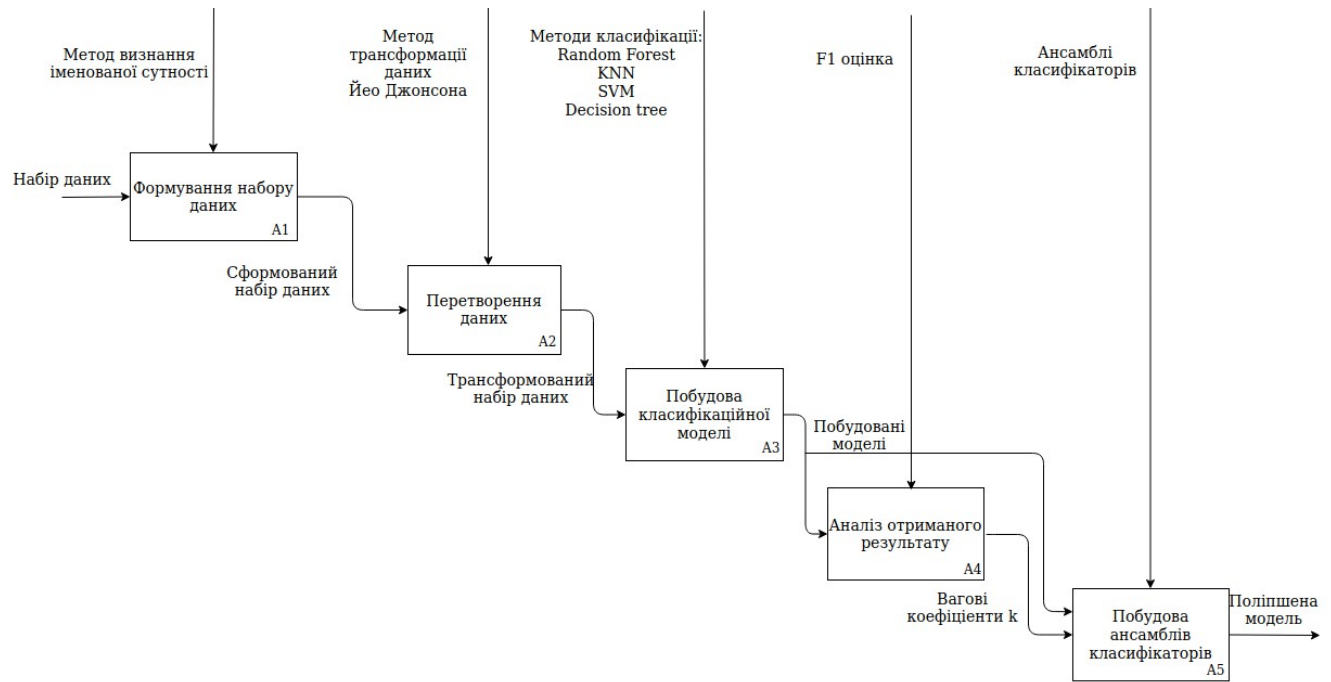 Метод визнання
іменованої сутності
Метод
трансформації
даних
Йео Джонсона
Методи класифікації:
Random Forest
KNN
SVM
Decision tree
F1 оцінка
Ансамблі
класифікаторів
Набір даних
Формування набору
даних
A1
Сформований
набір даних
Перетворення
даних
A2
Трансформований
набір даних
Побудова
класифікаційної
моделі
A3
Побудовані
моделі
Аналіз отриманого
результату
A4
Вагові
коефіцієнти k
Побудова
ансамблів
класифікаторів
A5
Поліпшена
модель